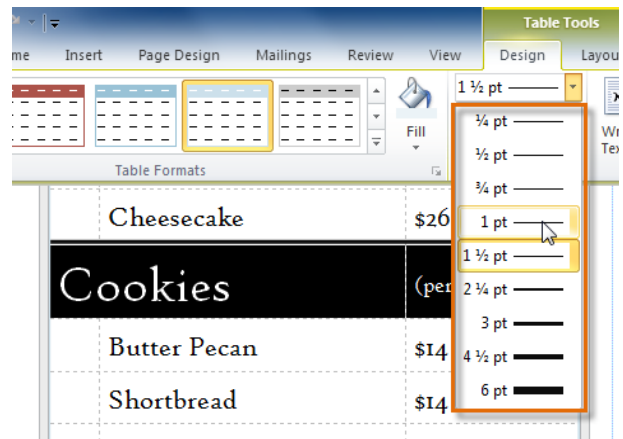 Table Tools
me Insert Page Design Mailings Review View Design Layou
1 ½ pt
Fill
Wr
Tex
Table Formats
¼ pt
½ pt
¾ pt
1 pt
1 ½ pt
2 ¼ pt
3 pt
4 ½ pt
6 pt
Cheesecake $26
Cookies (per
Butter Pecan $14
Shortbread $14